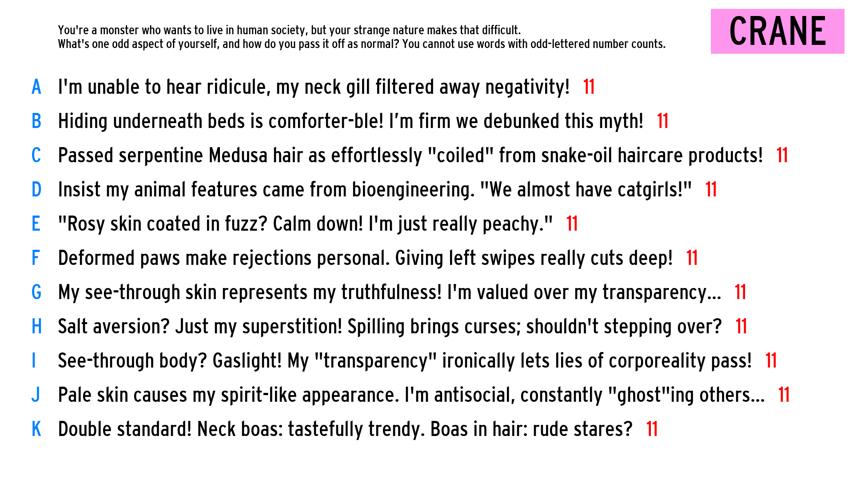 You're a monster who wants to live in human society, but your strange nature makes that difficult.
What's one odd aspect of yourself, and how do you pass it off as normal? You cannot use words with odd-lettered number counts.
CRANE
A I'm unable to hear ridicule, my neck gill filtered away negativity! 11
B Hiding underneath beds is comforter-ble! I'm firm we debunked this myth! 11
C Passed serpentine Medusa hair as effortlessly "coiled" from snake-oil haircare products! 11
D Insist my animal features came from bioengineering. "We almost have catgirls!" 11
E "Rosy skin coated in fuzz? Calm down! I'm just really peachy." 11
F Deformed paws make rejections personal. Giving left swipes really cuts deep! 11
G My see-through skin represents my truthfulness! I'm valued over my transparency... 11
H Salt aversion? Just my superstition! Spilling brings curses; shouldn't stepping over? 11
I See-through body? Gaslight! My "transparency" ironically lets lies of corporeality pass! 11
J Pale skin causes my spirit-like appearance. I'm antisocial, constantly "ghost"ing others... 11
K Double standard! Neck boas: tastefully trendy. Boas in hair: rude stares? 11